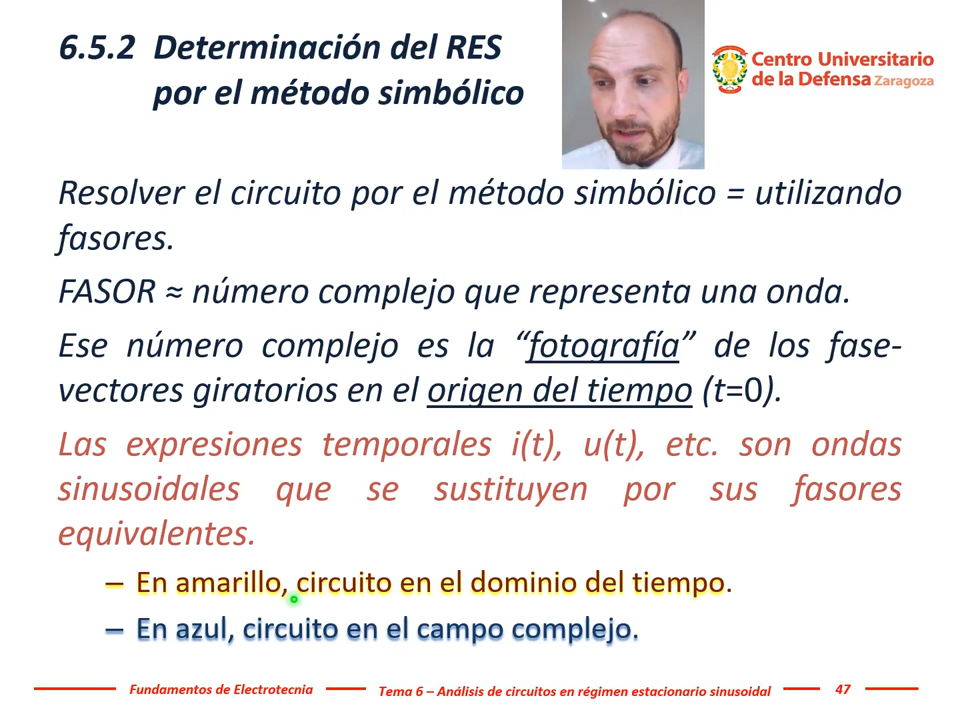 6.5.2 Determinación del RES
por el método simbólico
Centro Universitario
de la Defensa Zaragoza
Resolver el circuito por el método simbólico = utilizando
fasores.
FASOR ≈ número complejo que representa una onda.
Ese número complejo es la “fotografía” de los fase-
vectores giratorios en el origen del tiempo (t=0).
Las expresiones temporales i(t), u(t), etc. son ondas
sinusoidales que se sustituyen por sus fasores
equivalentes.
– En amarillo, circuito en el dominio del tiempo.
– En azul, circuito en el campo complejo.
Fundamentos de Electrotecnia
Tema 6 – Análisis de circuitos en régimen estacionario sinusoidal
47